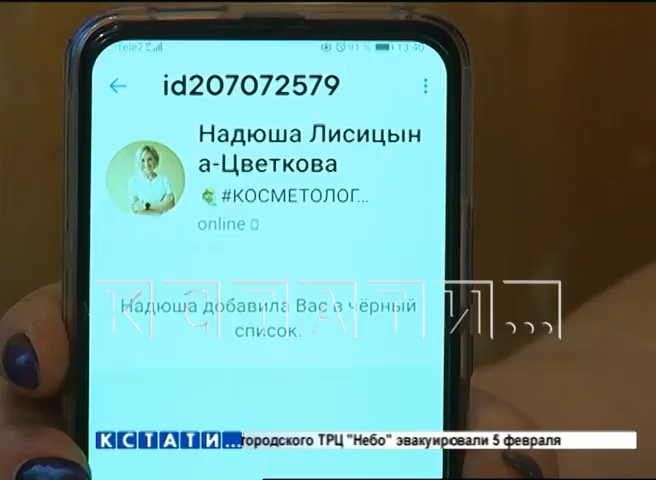 Tele2 91% 13:40
id207072579
Надюша Лисицын
а-Цветкова
#КОСМЕТОЛОГ...
online
Надюша добавила Вас в чёрный
список.
КСТАТИ...
КСТАТИ... городского ТРЦ "Небо" эвакуировали 5 февраля